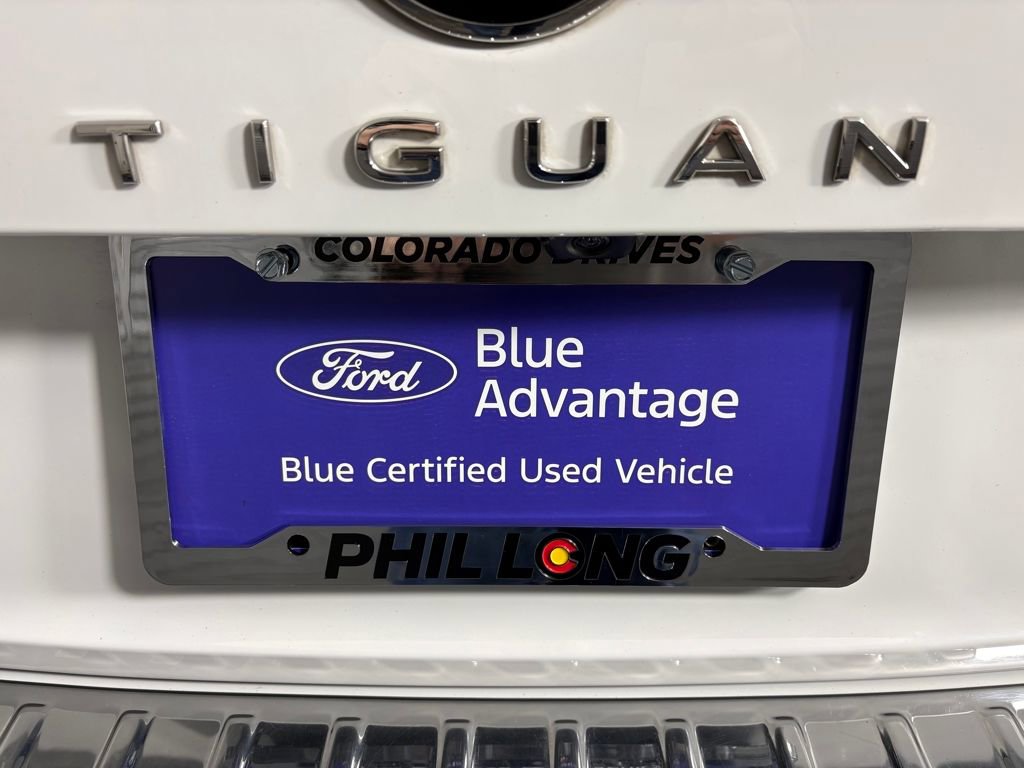 TIGUAN
COLORADO DRIVES
Ford
Blue
Advantage
Blue Certified Used Vehicle
PHIL LONG